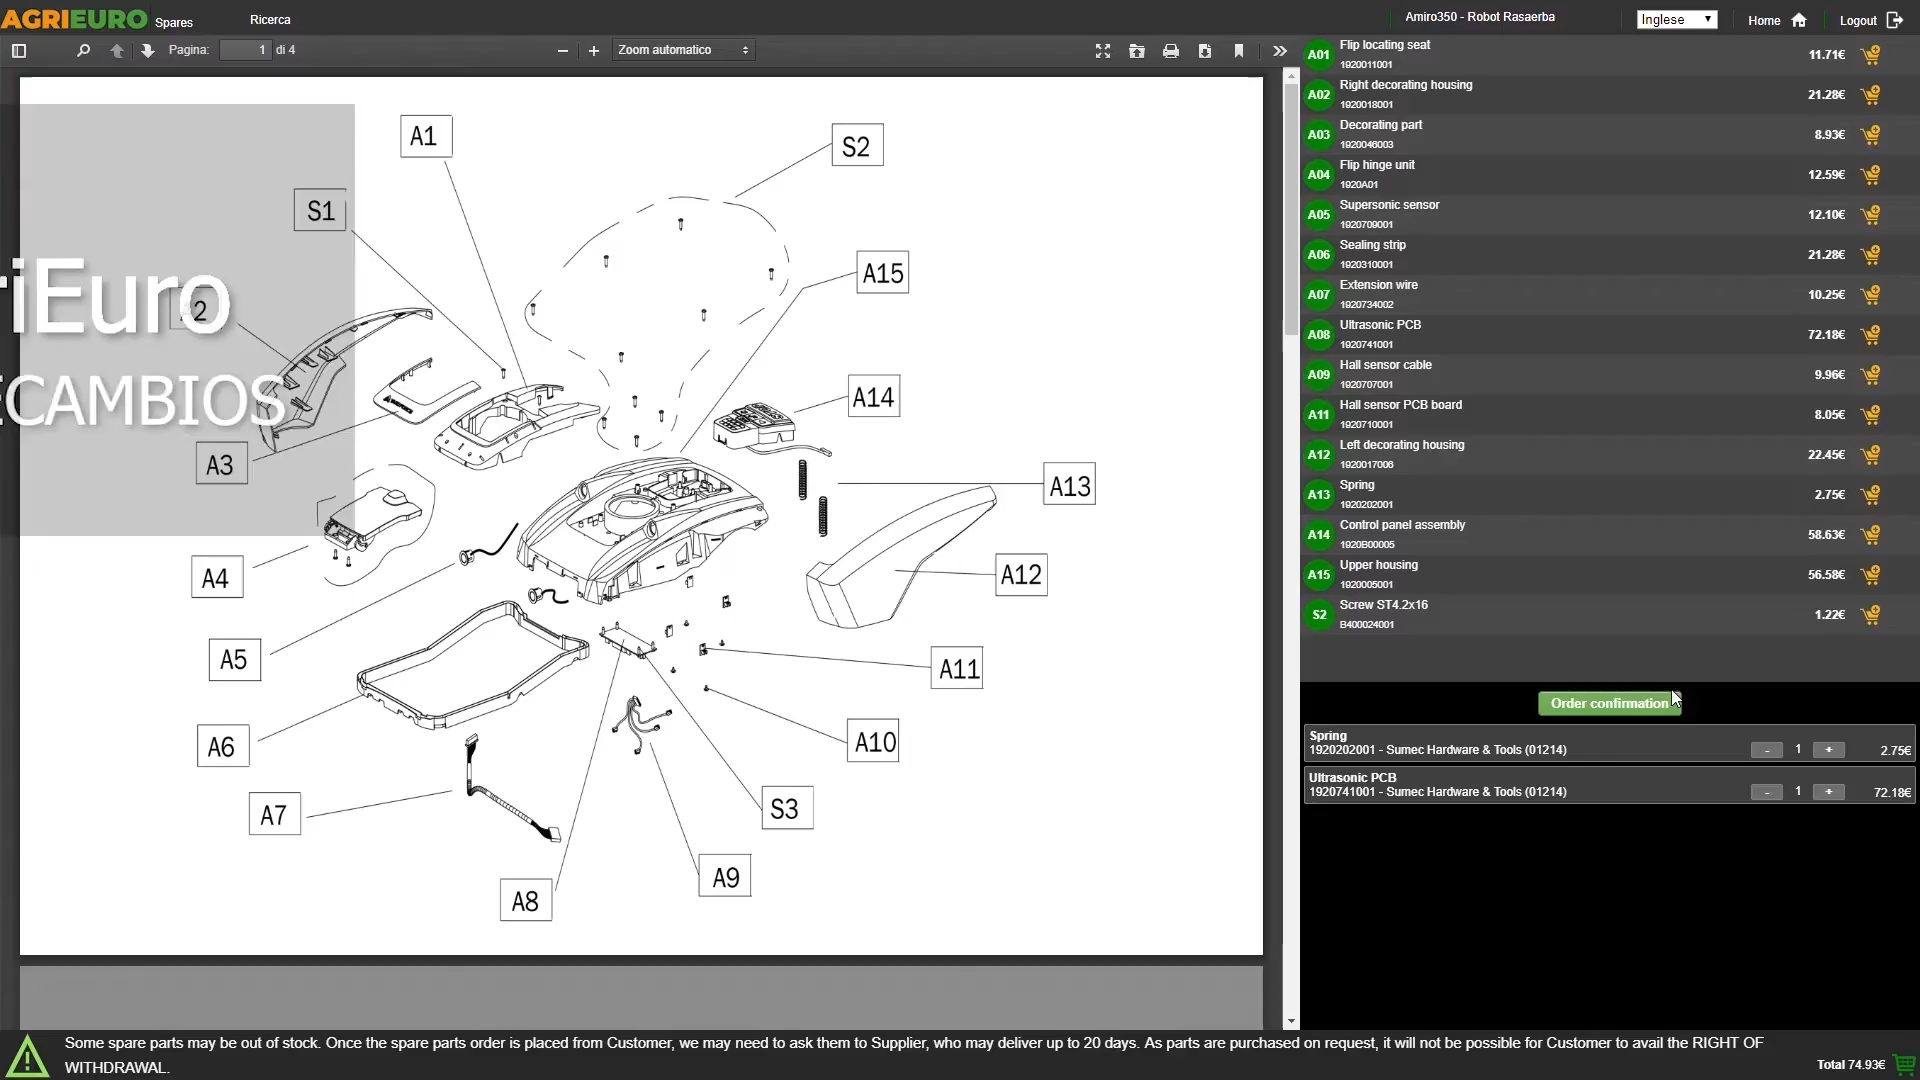 AGRIEURO Spares
Ricerca
Amiro350 - Robot Rasaerba
Inglese
Home
Logout
Pagina: 1 di 4
Zoom automatico
A1
S2
S1
A15
riEuro
2
ECAMBIOS
A14
A3
A13
A4
A12
A5
A11
A6
A10
A7
S3
A9
A8
A01 Flip locating seat 11.71€
1920011001
A02 Right decorating housing 21.28€
1920018001
A03 Decorating part 8.93€
1920046003
A04 Flip hinge unit 12.59€
1920A01
A05 Supersonic sensor 12.10€
1920709001
A06 Sealing strip 21.28€
1920310001
A07 Extension wire 10.25€
1920734002
A08 Ultrasonic PCB 72.18€
1920741001
A09 Hall sensor cable 9.96€
1920707001
A11 Hall sensor PCB board 8.05€
1920710001
A12 Left decorating housing 22.45€
1920017006
A13 Spring 2.75€
1920202001
A14 Control panel assembly 58.63€
1920B00005
A15 Upper housing 56.58€
1920005001
S2 Screw ST4.2x16 1.22€
B400024001
Order confirmation
Spring
1920202001 - Sumec Hardware & Tools (01214) - 1 + 2.75€
Ultrasonic PCB
1920741001 - Sumec Hardware & Tools (01214) - 1 + 72.18€
Some spare parts may be out of stock. Once the spare parts order is placed from Customer, we may need to ask them to Supplier, who may deliver up to 20 days. As parts are purchased on request, it will not be possible for Customer to avail the RIGHT OF
WITHDRAWAL.
Total 74.93€